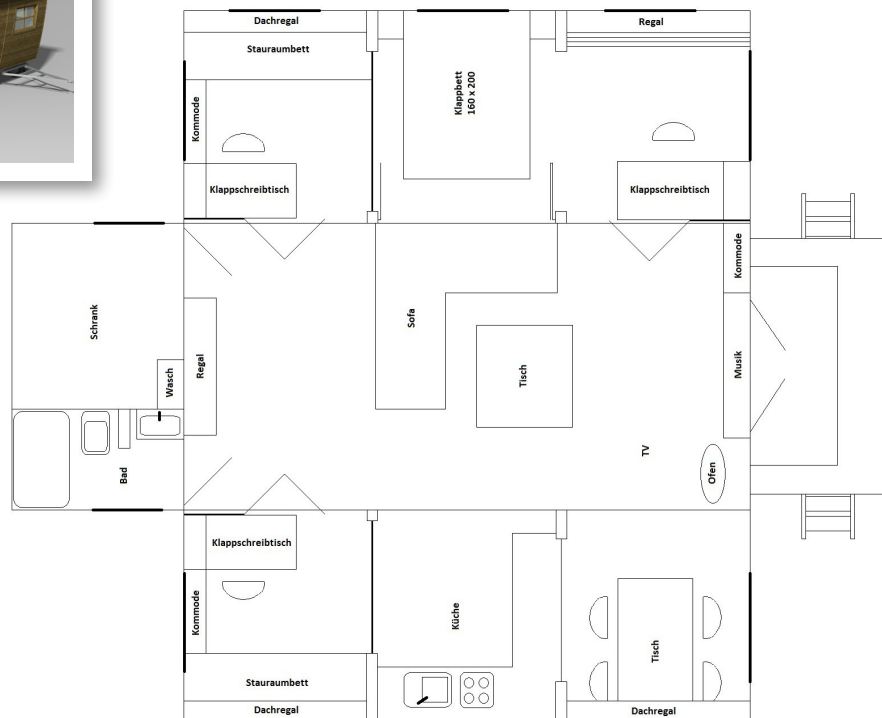 Dachregal
Regal
Stauraumbett
Klappbett
160 x 200
Kommode
Klappschreibtisch
Klappschreibtisch
Kommode
Schrank
Sofa
Regal
Wasch
Tisch
Musik
TV
Ofen
Bad
Klappschreibtisch
Kommode
Küche
Tisch
Stauraumbett
Dachregal
Dachregal